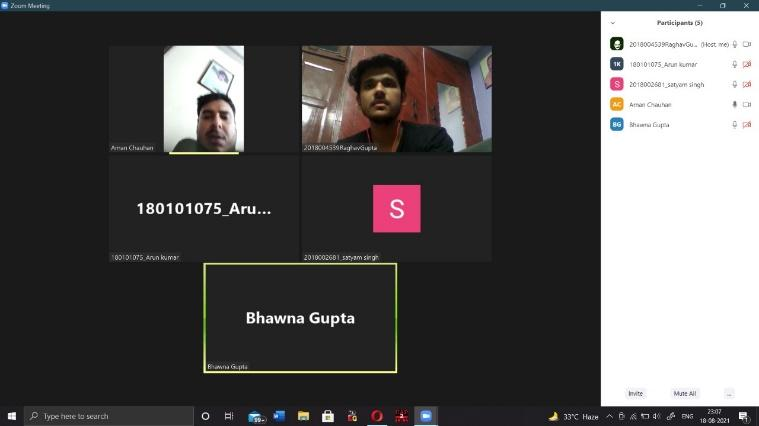 Zoom Meeting
Participants (5)
2018004539RaghavGu... (Host, me)
1K 180101075_Arun kumar
S 2018002681_satyam singh
AC Aman Chauhan
BG Bhawna Gupta
Aman Chauhan
2018004539RaghavGupta
180101075_Aru...
180101075_Arun kumar
S
2018002681_satyam singh
Bhawna Gupta
Bhawna Gupta
Invite
Mute All
...
Type here to search
99+
33°C Haze
ENG
23:07
18-08-2021